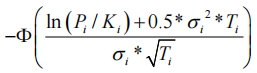 −Φ( (ln(P_i / K_i) + 0.5* σ_i^2 * T_i) / (σ_i * √T_i) )